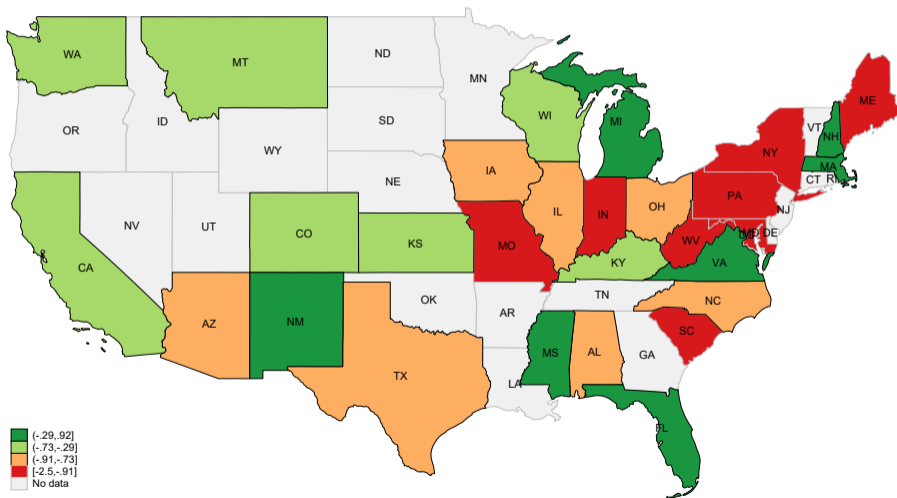 WA
MT
ND
MN
OR
ID
SD
WY
WI
MI
ME
VT
NH
NY
MA
CT
RI
NE
IA
PA
NJ
NV
UT
CO
KS
MO
IL
IN
OH
WV
MD
DE
VA
KY
CA
AZ
NM
OK
AR
TN
NC
SC
TX
LA
MS
AL
GA
FL
(-.29,.92]
(-.73,-.29]
(-.91,-.73]
[-2.5,-.91]
No data